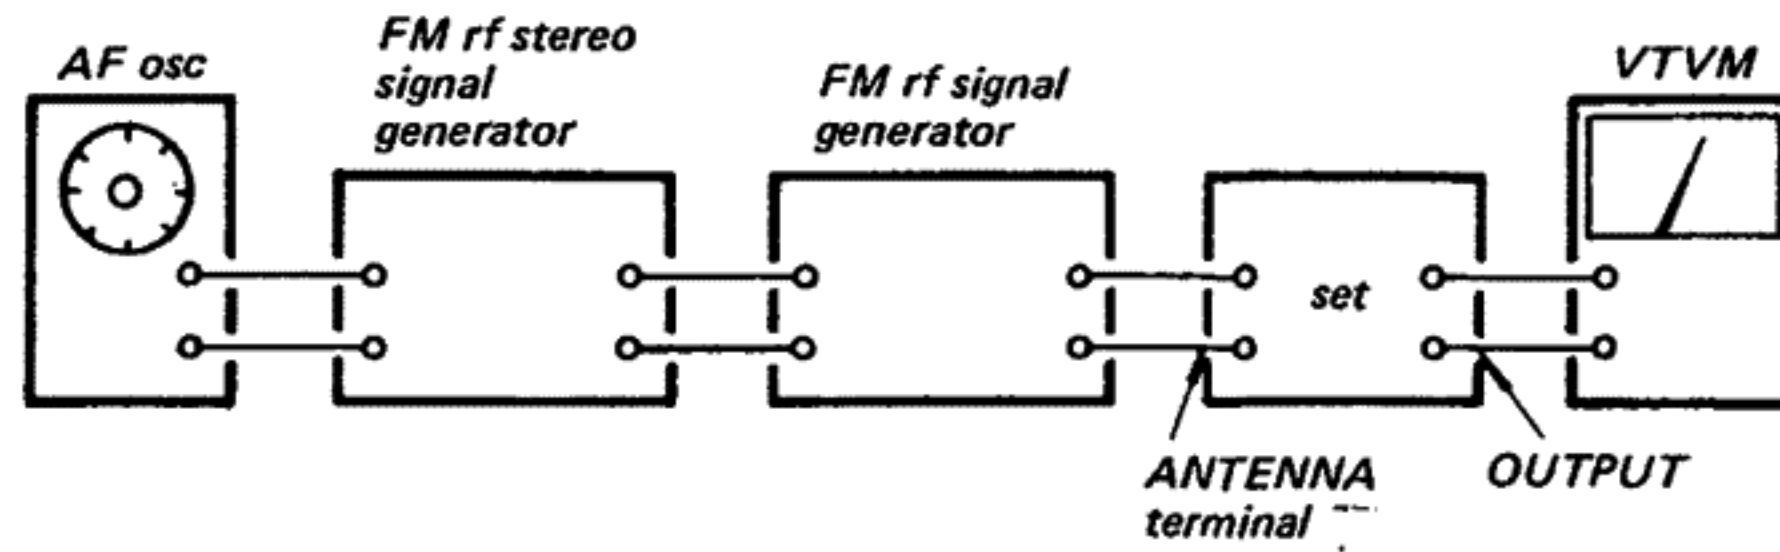 AF osc
FM rf stereo
signal
generator
FM rf signal
generator
VTVM
set
ANTENNA
terminal
OUTPUT